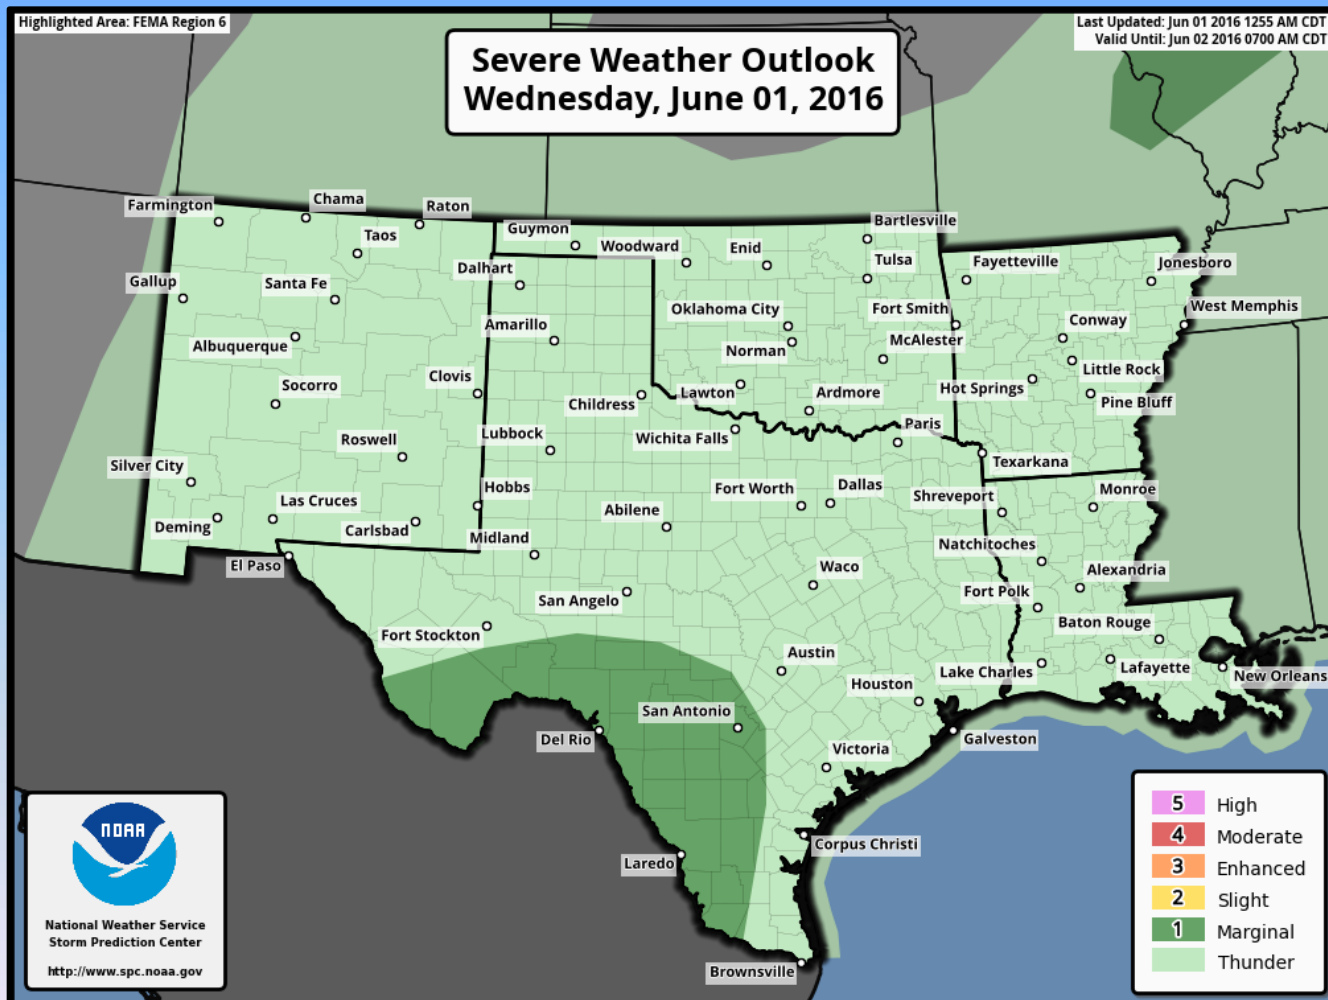 Highlighted Area: FEMA Region 6
Last Updated: Jun 01 2016 1255 AM CDT
Valid Until: Jun 02 2016 0700 AM CDT
Severe Weather Outlook
Wednesday, June 01, 2016
Farmington
Chama
Raton
Taos
Guymon
Woodward
Enid
Bartlesville
Tulsa
Fayetteville
Jonesboro
Gallup
Santa Fe
Dalhart
Oklahoma City
Fort Smith
West Memphis
Albuquerque
Amarillo
Norman
McAlester
Conway
Little Rock
Socorro
Clovis
Childress
Lawton
Ardmore
Hot Springs
Pine Bluff
Roswell
Lubbock
Wichita Falls
Paris
Texarkana
Silver City
Las Cruces
Hobbs
Fort Worth
Dallas
Shreveport
Monroe
Deming
Carlsbad
Midland
Abilene
Natchitoches
El Paso
San Angelo
Waco
Fort Polk
Alexandria
Fort Stockton
Austin
Baton Rouge
Houston
Lake Charles
Lafayette
New Orleans
San Antonio
Del Rio
Victoria
Galveston
Laredo
Corpus Christi
Brownsville
NOAA
National Weather Service
Storm Prediction Center
http://www.spc.noaa.gov
5 High
4 Moderate
3 Enhanced
2 Slight
1 Marginal
Thunder